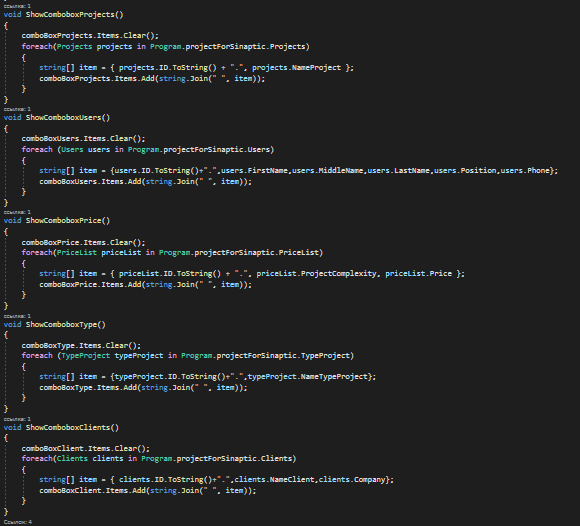 ссылка: 1
void ShowComboboxProjects()
{
comboBoxProjects.Items.Clear();
foreach(Projects projects in Program.projectForSinaptic.Projects)
{
string[] item = { projects.ID.ToString() + ".", projects.NameProject };
comboBoxProjects.Items.Add(string.Join(" ", item));
}
}
ссылка: 1
void ShowComboboxUsers()
{
comboBoxUsers.Items.Clear();
foreach (Users users in Program.projectForSinaptic.Users)
{
string[] item = {users.ID.ToString()+".",users.FirstName,users.MiddleName,users.LastName,users.Position,users.Phone};
comboBoxUsers.Items.Add(string.Join(" ", item));
}
}
ссылка: 1
void ShowComboboxPrice()
{
comboBoxPrice.Items.Clear();
foreach(PriceList priceList in Program.projectForSinaptic.PriceList)
{
string[] item = { priceList.ID.ToString() + ".", priceList.ProjectComplexity, priceList.Price };
comboBoxPrice.Items.Add(string.Join(" ", item));
}
}
ссылка: 1
void ShowComboboxType()
{
comboBoxType.Items.Clear();
foreach (TypeProject typeProject in Program.projectForSinaptic.TypeProject)
{
string[] item = {typeProject.ID.ToString()+".",typeProject.NameTypeProject};
comboBoxType.Items.Add(string.Join(" ", item));
}
}
ссылка: 1
void ShowComboboxClients()
{
comboBoxClient.Items.Clear();
foreach(Clients clients in Program.projectForSinaptic.Clients)
{
string[] item = { clients.ID.ToString()+".",clients.NameClient,clients.Company};
comboBoxClient.Items.Add(string.Join(" ", item));
}
}
Ссылок: 4